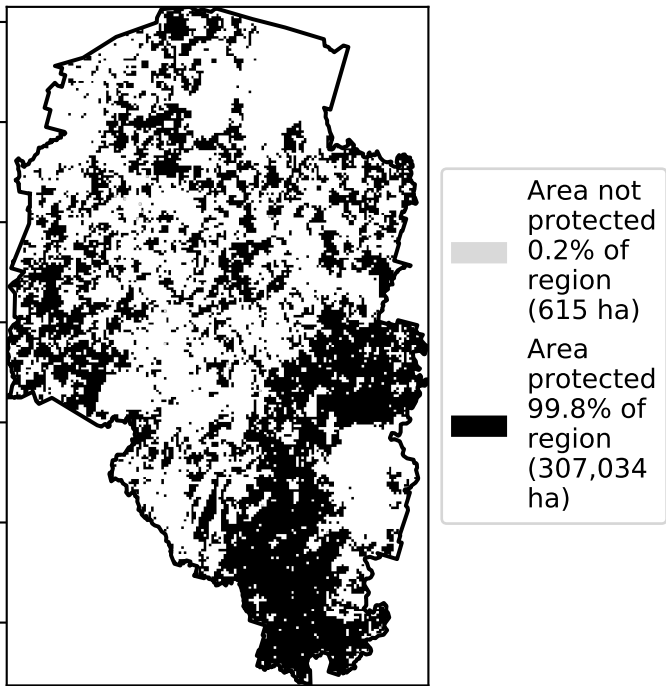 Area not
protected
0.2% of
region
(615 ha)
Area
protected
99.8% of
region
(307,034
ha)